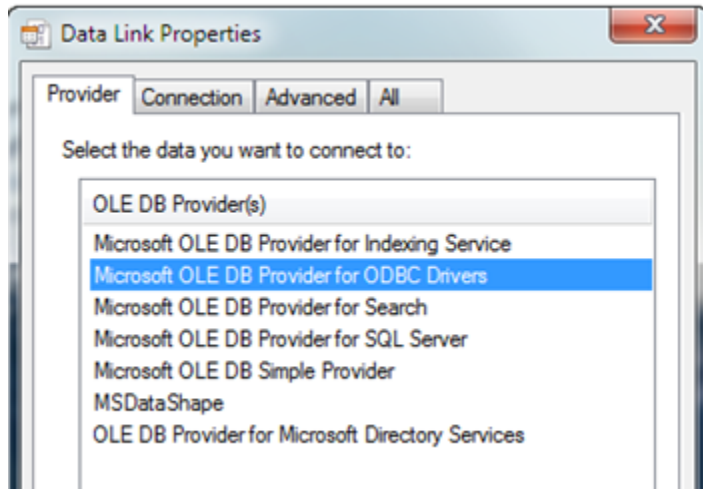 Data Link Properties
Provider Connection Advanced All
Select the data you want to connect to:
OLE DB Provider(s)
Microsoft OLE DB Provider for Indexing Service
Microsoft OLE DB Provider for ODBC Drivers
Microsoft OLE DB Provider for Search
Microsoft OLE DB Provider for SQL Server
Microsoft OLE DB Simple Provider
MSDataShape
OLE DB Provider for Microsoft Directory Services